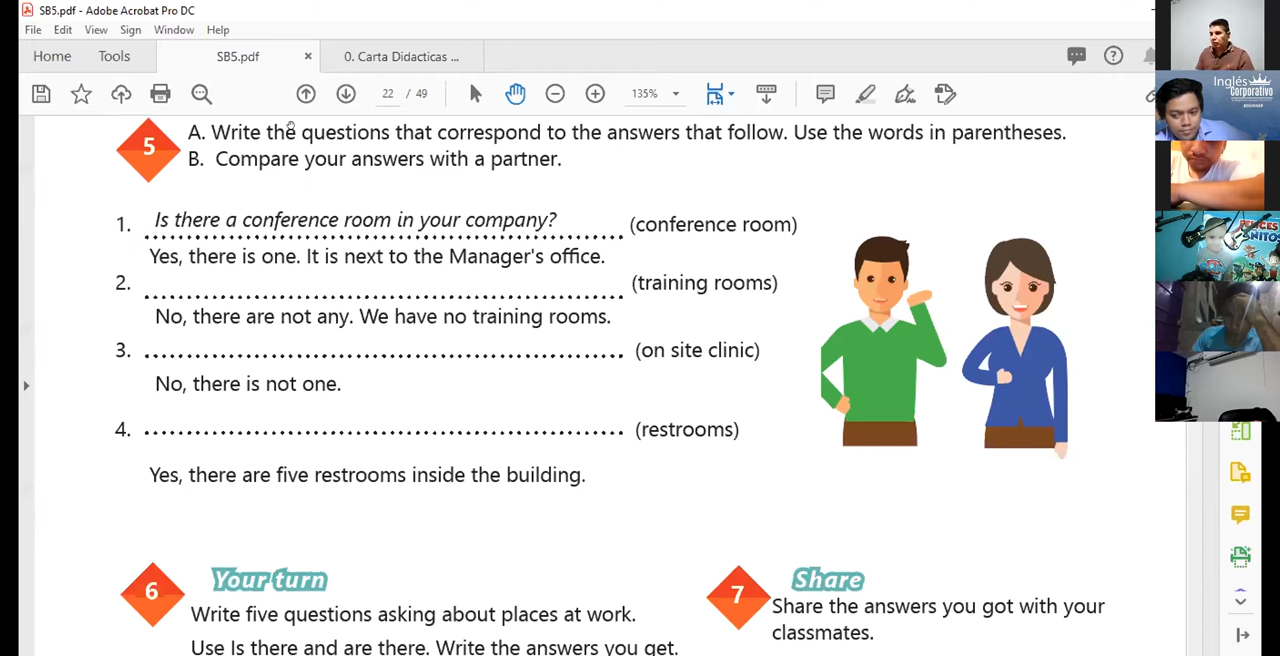 SB5.pdf - Adobe Acrobat Pro DC
File Edit View Sign Window Help
Home Tools SB5.pdf × 0. Carta Didacticas ...
22 / 49 135%
Inglés
Corporativo
BEGINNER
5
A. Write the questions that correspond to the answers that follow. Use the words in parentheses.
B. Compare your answers with a partner.
1. Is there a conference room in your company? (conference room)
Yes, there is one. It is next to the Manager's office.
2. (training rooms)
No, there are not any. We have no training rooms.
3. (on site clinic)
No, there is not one.
4. (restrooms)
Yes, there are five restrooms inside the building.
6 Your turn
Write five questions asking about places at work.
Use Is there and are there. Write the answers you get.
7 Share
Share the answers you got with your
classmates.